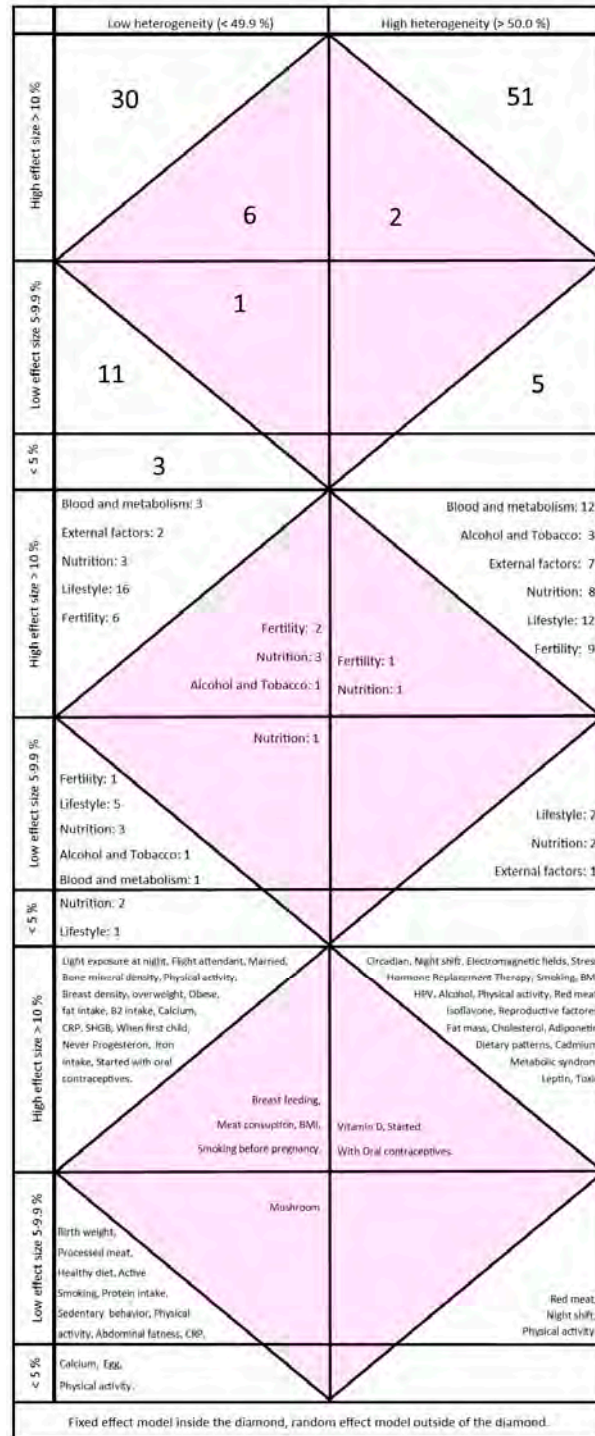 Low heterogeneity (< 49.9 %)
High heterogeneity (> 50.0 %)
High effect size > 10 %
30
51
6
2
Low effect size 5-9.9 %
1
11
5
< 5 %
3
High effect size > 10 %
Blood and metabolism: 3
External factors: 2
Nutrition: 3
Lifestyle: 16
Fertility: 6
Blood and metabolism: 12
Alcohol and Tobacco: 3
External factors: 7
Nutrition: 8
Lifestyle: 12
Fertility: 9
Fertility: 2
Nutrition: 3
Alcohol and Tobacco: 1
Fertility: 1
Nutrition: 1
Low effect size 5-9.9 %
Nutrition: 1
Fertility: 1
Lifestyle: 5
Nutrition: 3
Alcohol and Tobacco: 1
Blood and metabolism: 1
Lifestyle: 2
Nutrition: 2
External factors: 1
< 5 %
Nutrition: 2
Lifestyle: 1
High effect size > 10 %
Light exposure at night, Flight attendant, Married,
Bone mineral density, Physical activity,
Breast density, overweight, Obese,
fat intake, B2 intake, Calcium,
CRP, SHGB, When first child,
Never Progesteron, Iron
intake, Started with oral
contraceptives.
Circadian, Night shift, Electromagnetic fields, Stress
Hormone Replacement Therapy, Smoking, BMI
HPV, Alcohol, Physical activity, Red meat
Isoflavone, Reproductive factores
Fat mass, Cholesterol, Adiponetin
Dietary patterns, Cadmium
Metabolic syndrom
Leptin, Toxic
Breast feeding,
Meat consuption, BMI,
Smoking before pregnancy.
Vitamin D, Started
With Oral contraceptives
Low effect size 5-9.9 %
Mushroom
Birth weight,
Processed meat,
Healthy diet, Active
Smoking, Protein intake,
Sedentary behavior, Physical
activity, Abdominal fatness, CRP,
Red meat,
Night shift,
Physical activity
< 5 %
Calcium, Egg,
Physical activity.
Fixed effect model inside the diamond, random effect model outside of the diamond